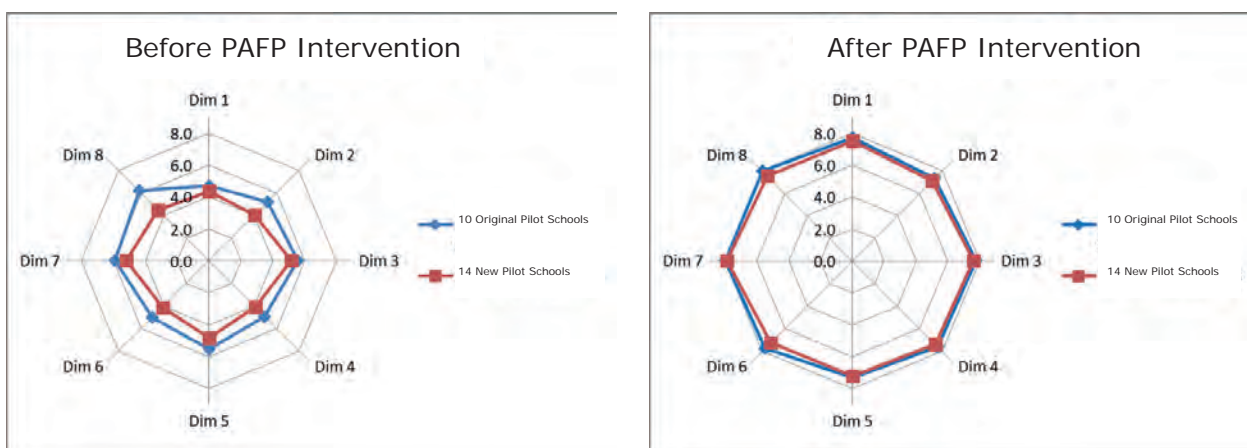 Before PAFP Intervention
Dim 1
8.0
Dim 8
Dim 2
6.0
4.0
2.0
Dim 7
0.0
Dim 3
Dim 6
Dim 4
Dim 5
10 Original Pilot Schools
14 New Pilot Schools
After PAFP Intervention
Dim 1
8.0
Dim 8
Dim 2
6.0
4.0
2.0
Dim 7
0.0
Dim 3
Dim 6
Dim 4
Dim 5
10 Original Pilot Schools
14 New Pilot Schools